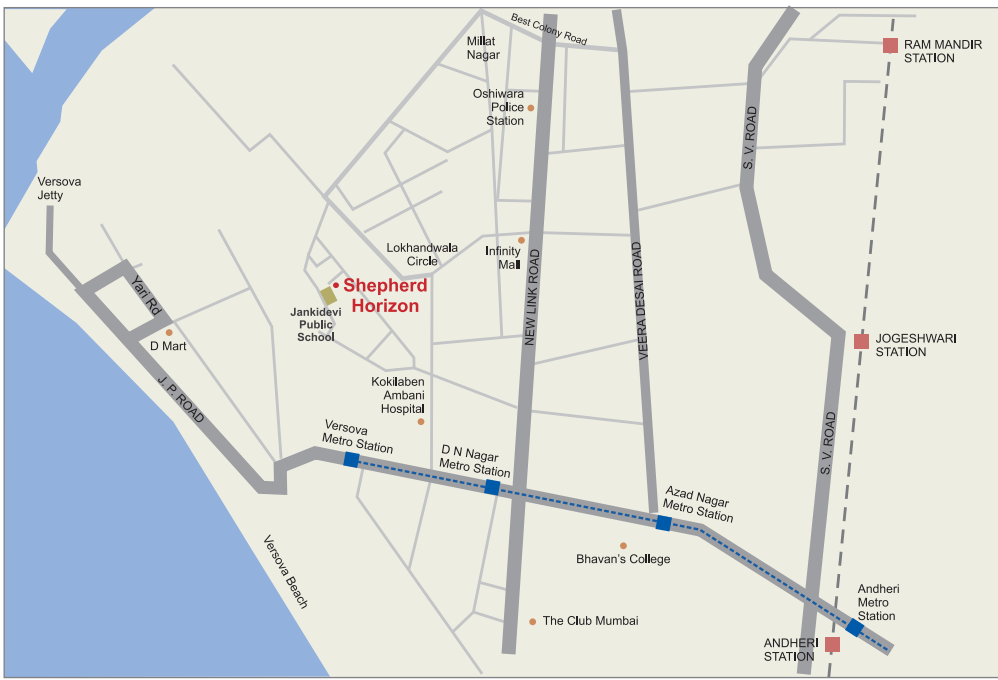 Best Colony Road
Millat
Nagar
RAM MANDIR
STATION
Oshiwara
Police
Station
S. V. ROAD
Versova
Jetty
Lokhandwala
Circle
Infinity
Mall
Shepherd
Horizon
Jankidevi
Public
School
Yari Rd
D Mart
NEW LINK ROAD
VEERA DESAI ROAD
JOGESHWARI
STATION
J. P. ROAD
Kokilaben
Ambani
Hospital
Versova
Metro Station
D N Nagar
Metro Station
S. V. ROAD
Azad Nagar
Metro Station
Bhavan's College
Versova Beach
Andheri
Metro
Station
The Club Mumbai
ANDHERI
STATION